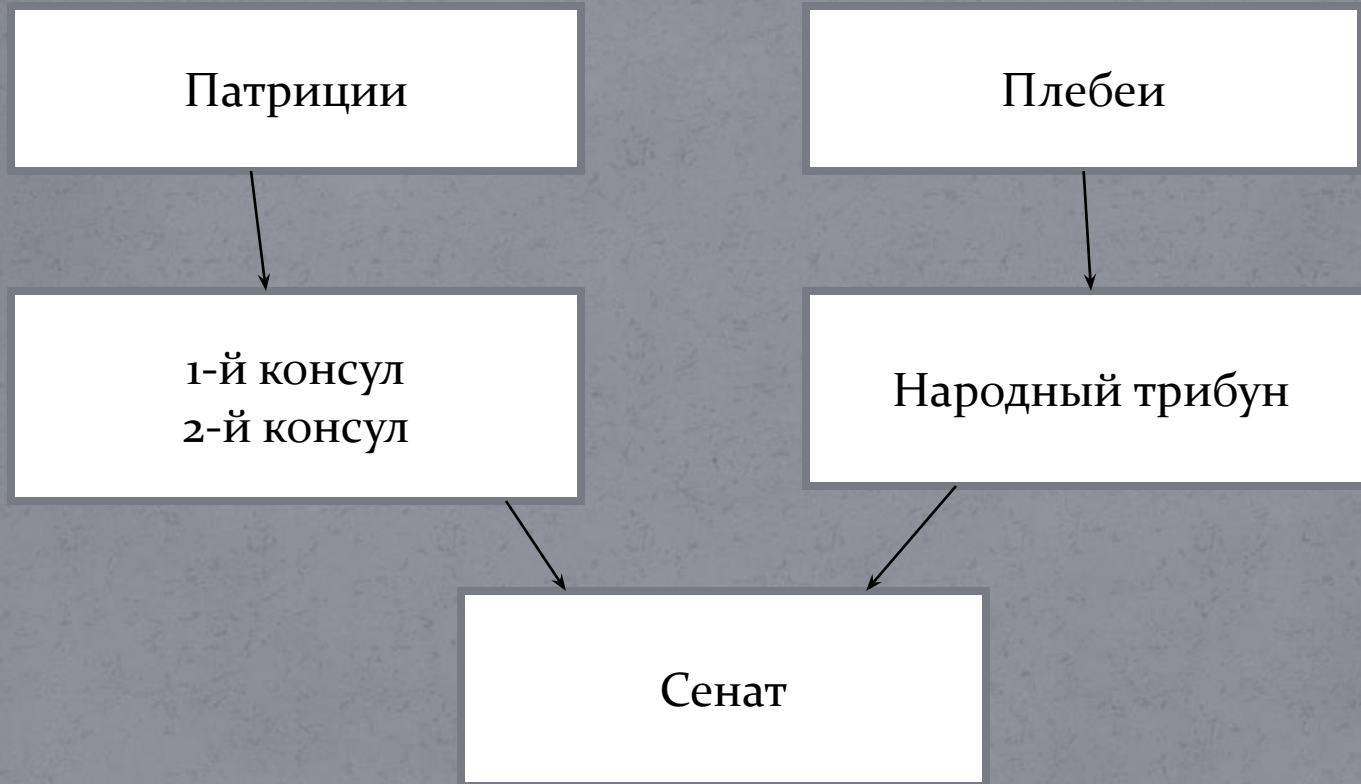 Патриции
Плебеи
1-й консул
2-й консул
Народный трибун
Сенат